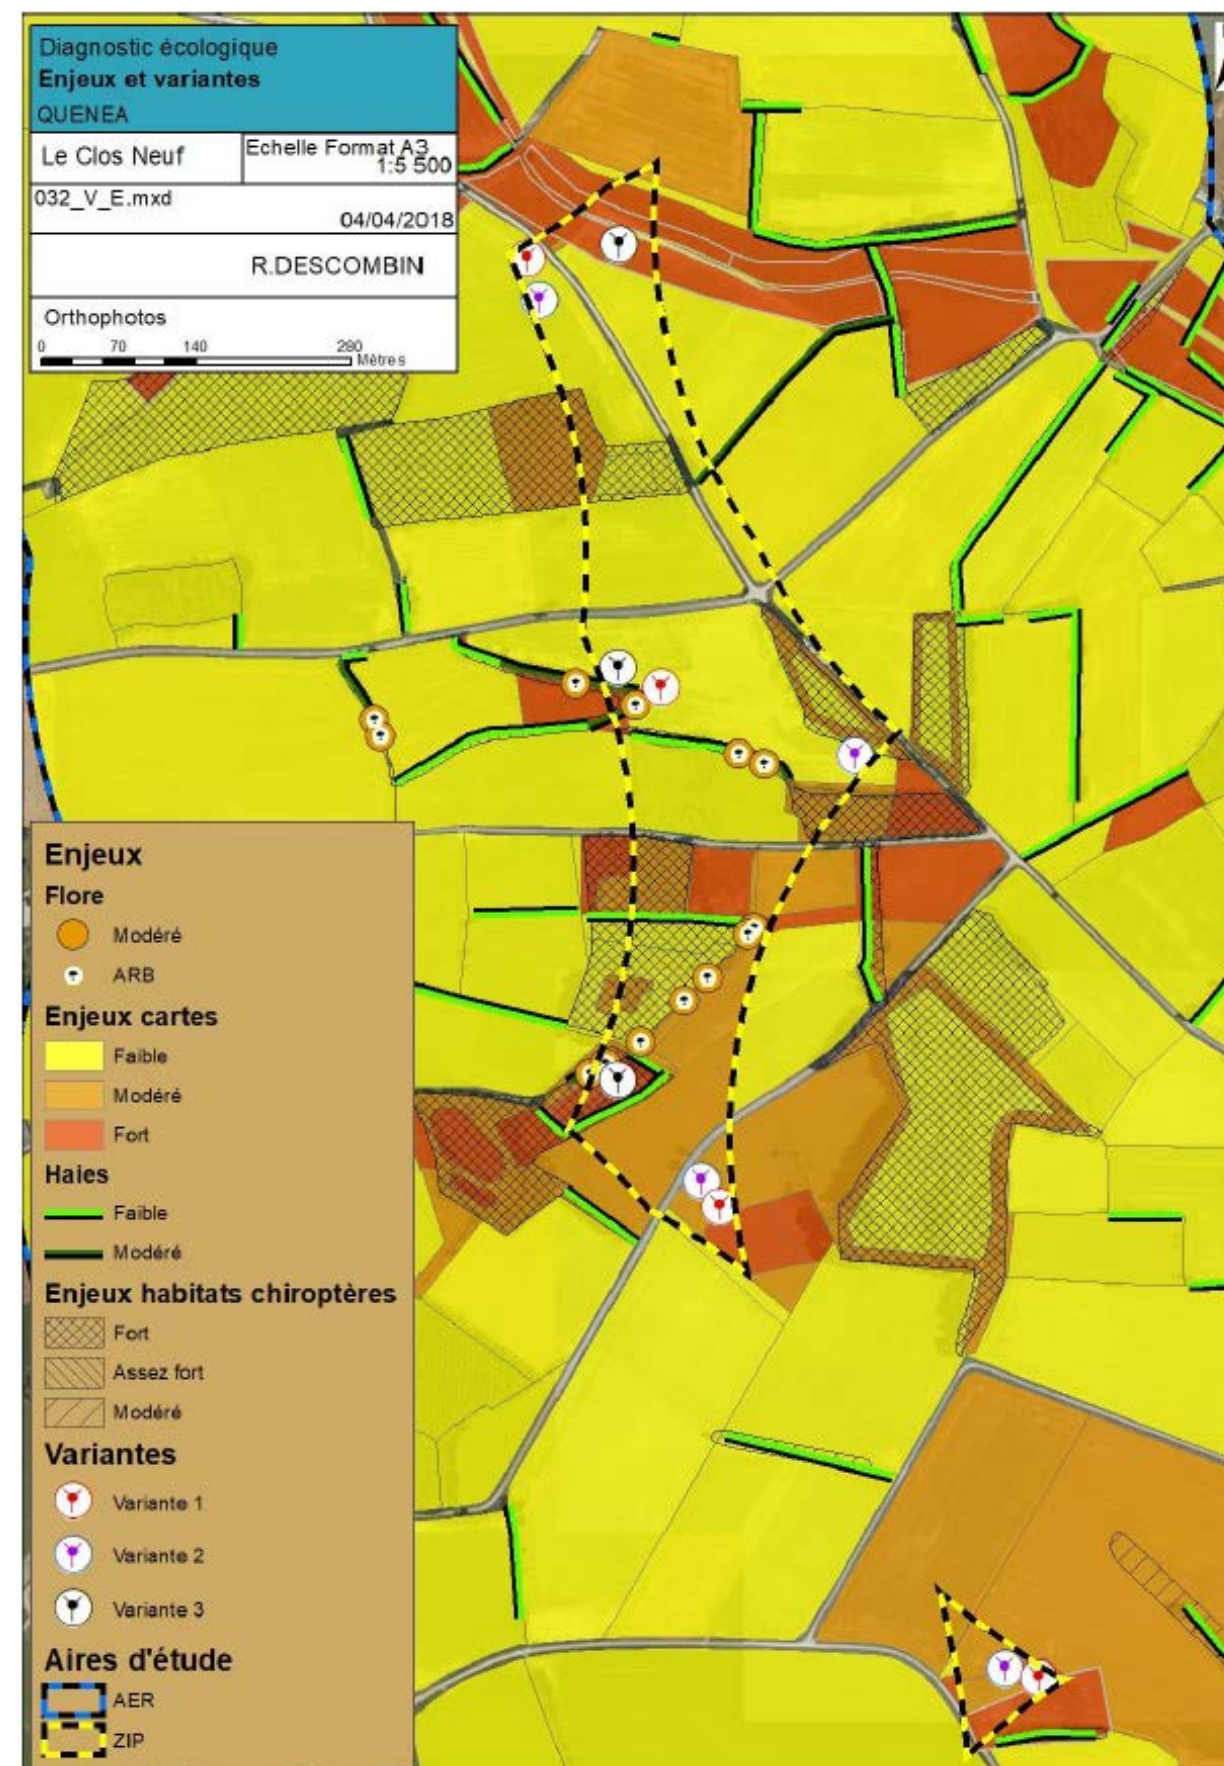 Diagnostic écologique
Enjeux et variantes
QUENEA
Le Clos Neuf
Echelle Format A3
1:5 500
032_V_E.mxd
04/04/2018
R.DESCOMBIN
Orthophotos
0 70 140 280
Mètres
Enjeux
Flore
Modéré
ARB
Enjeux cartes
Faible
Modéré
Fort
Haies
Faible
Modéré
Enjeux habitats chiroptères
Fort
Assez fort
Modéré
Variantes
Variante 1
Variante 2
Variante 3
Aires d'étude
AER
ZIP